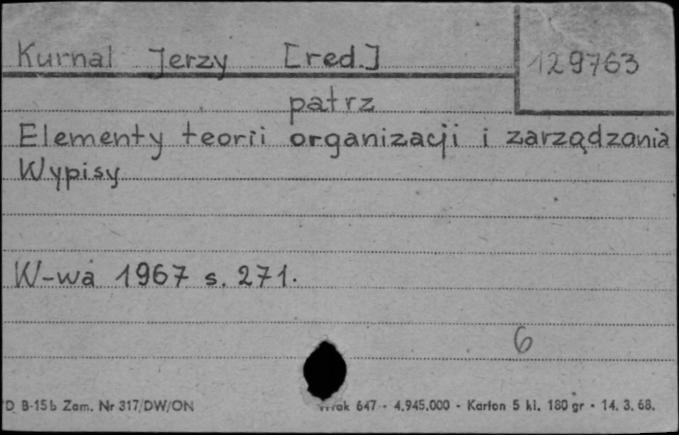 Kurnal Jerzy [red.] 129763
patrz
Elementy teorii organizacji i zarządzania
Wypisy
W-wa 1967 s. 271.
6
D B-15b Zam. Nr 317/DW/ON 647 - 4.945.000 - Karton 5 kl. 180 gr - 14. 3. 68.